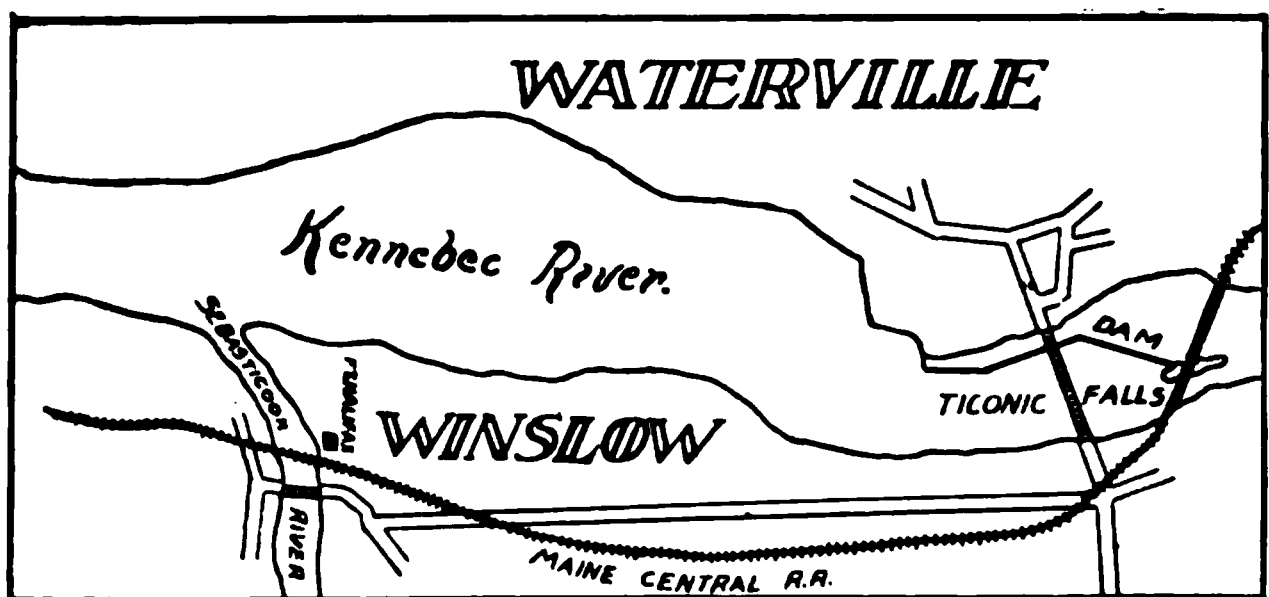 WATERVILLE
Kennebec River.
SEBASTICOOK
RIVER
WINSLOW
DAM
TICONIC FALLS
MAINE CENTRAL R.R.